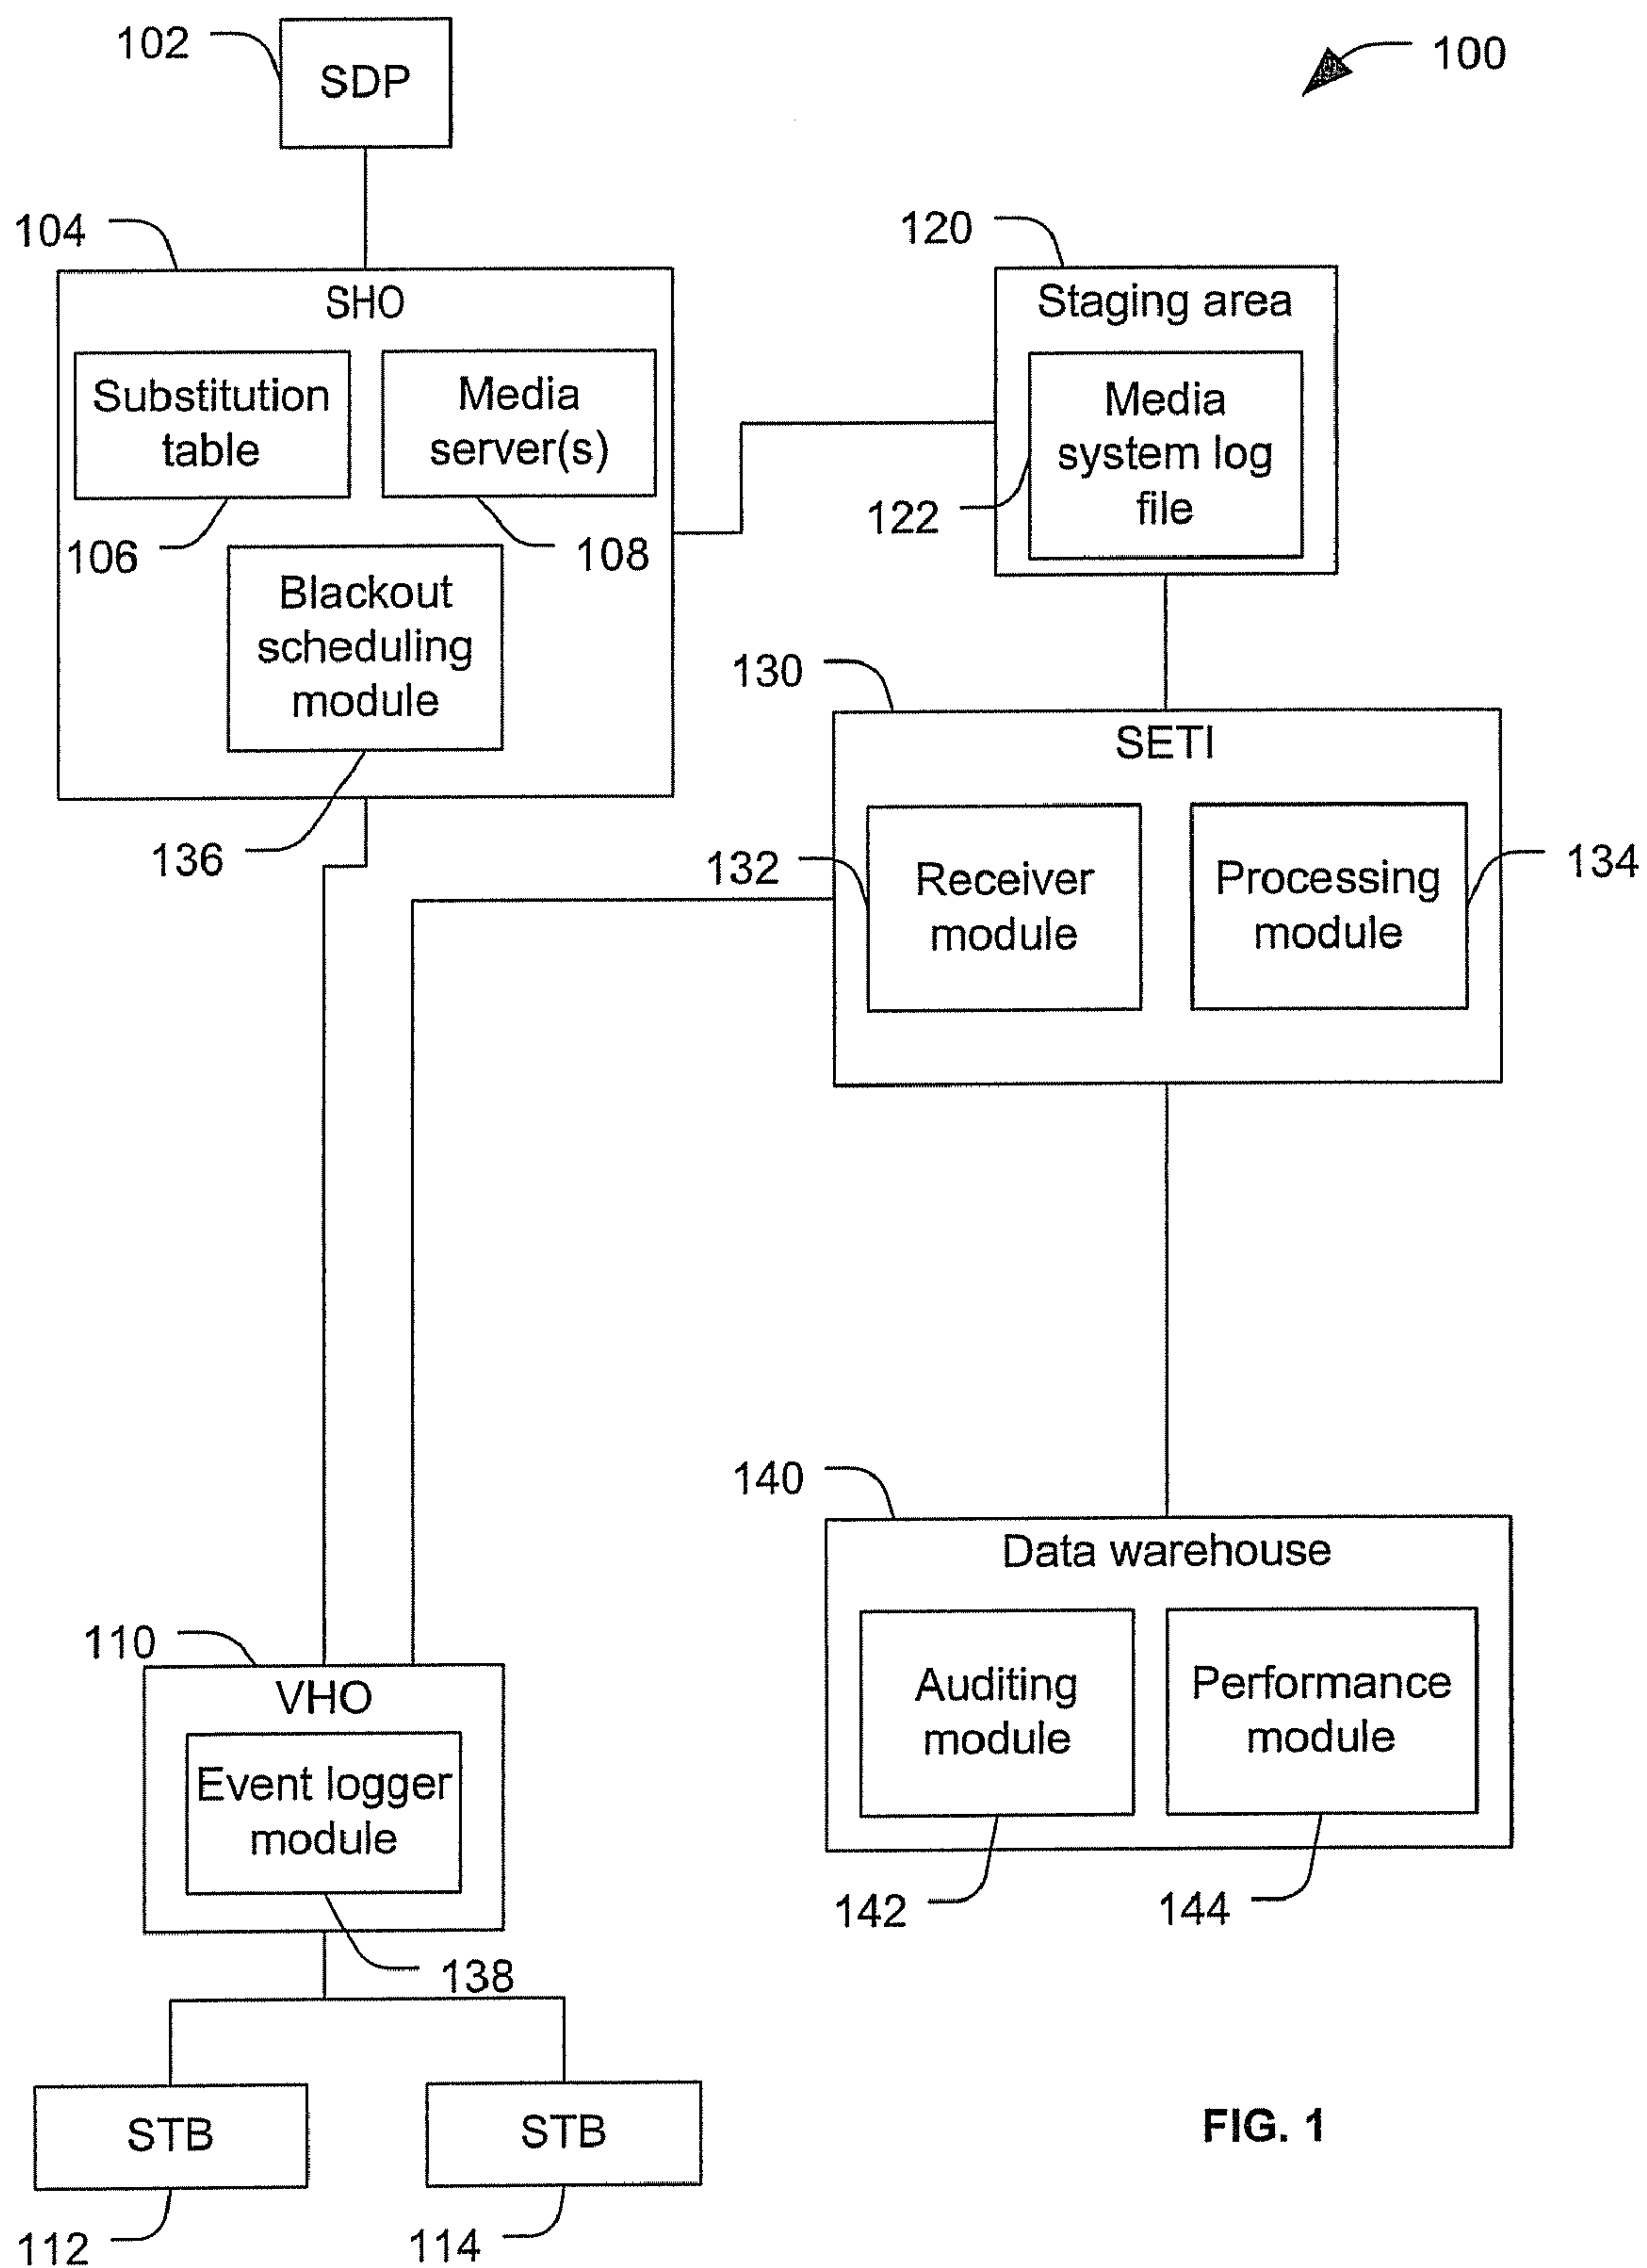 102
SDP
100
104
SHO
Substitution
table
Media
server(s)
106
108
Blackout
scheduling
module
136
120
Staging area
Media
system log
file
122
130
SETI
132
Receiver
module
Processing
module
134
140
Data warehouse
Auditing
module
Performance
module
142
144
110
VHO
Event logger
module
138
STB
STB
112
114
FIG. 1